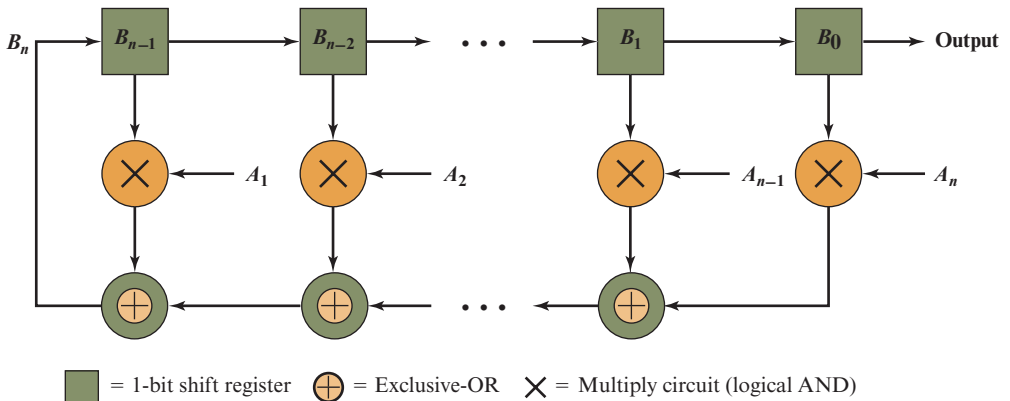 Bₙ Bₙ₋₁ Bₙ₋₂ • • • B₁ B₀ Output
A₁ A₂ Aₙ₋₁ Aₙ
• • •
= 1-bit shift register = Exclusive-OR = Multiply circuit (logical AND)